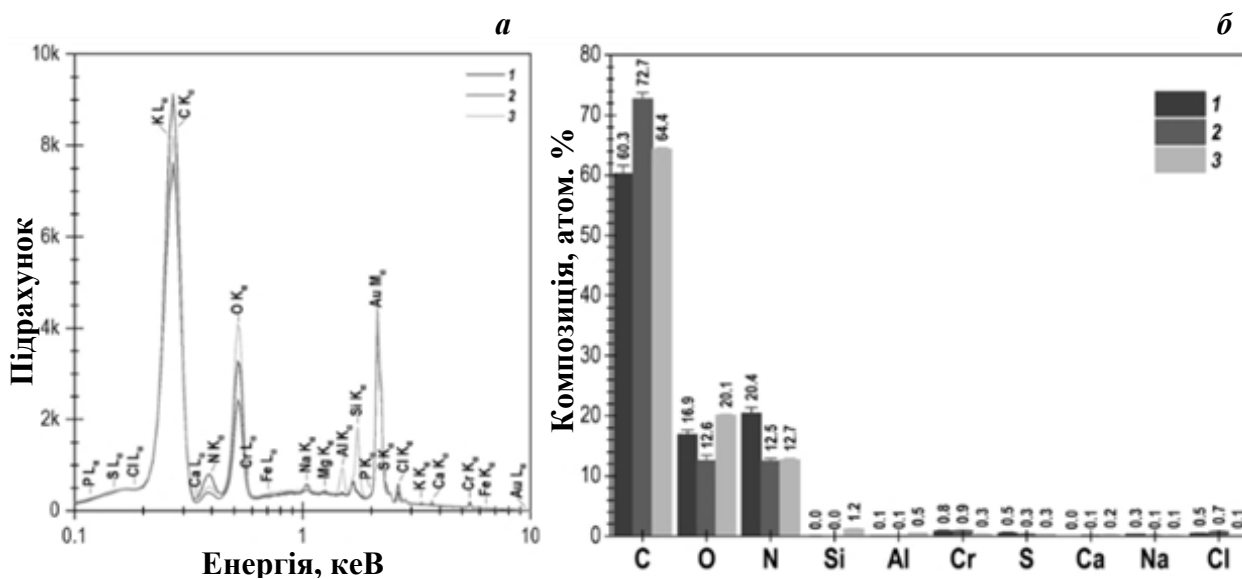 а
10k
8k
6k
4k
2k
0
0.1
1
10
Підрахунок
Енергія, кеВ
1
2
3
K Lα
C Kα
O Kα
Au Mα
P Lα
S Lα
Cl Lα
Ca Lα
N Kα
Cr Lα
Fe Lα
Na Kα
Mg Kα
Al Kα
Si Kα
P Kα
S Kα
Cl Kα
K Kα
Ca Kα
Cr Kα
Fe Kα
Au Lα
б
80
70
60
50
40
30
20
10
0
Композиція, атом. %
1
2
3
60.3
72.7
64.4
16.9
12.6
20.1
20.4
12.5
12.7
0.0
0.0
1.2
0.1
0.1
0.5
0.8
0.9
0.3
0.5
0.3
0.3
0.0
0.1
0.2
0.3
0.1
0.1
0.5
0.7
0.1
C O N Si Al Cr S Ca Na Cl